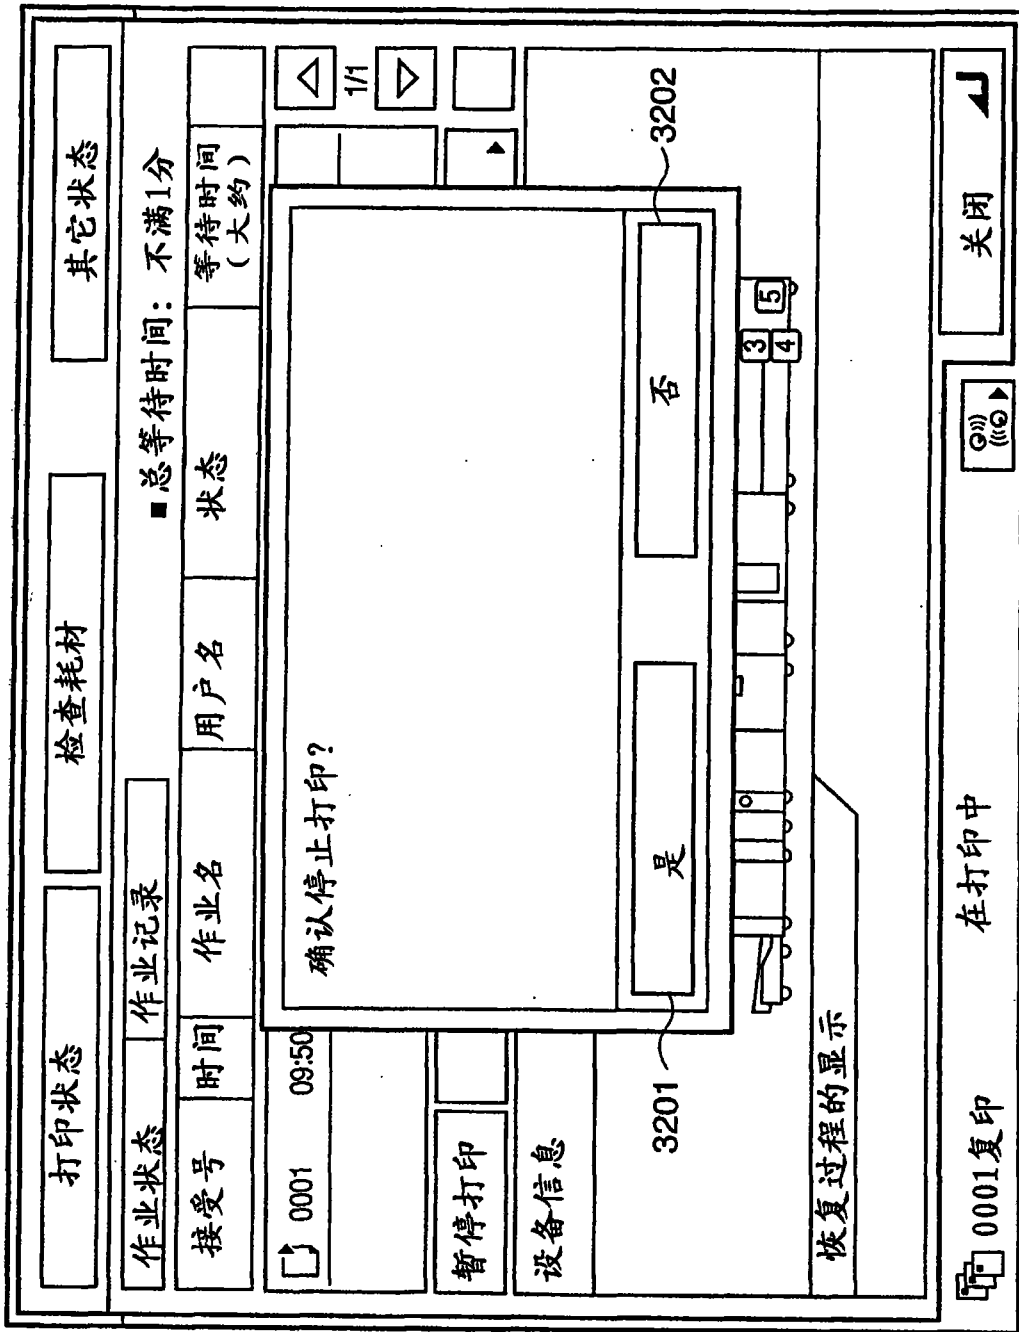 打印状态 检查耗材 其它状态
作业状态 作业记录 ■总等待时间：不满1分
接受号 时间 作业名 用户名 状态 等待时间
（大约）
0001 09:50
1/1
确认停止打印？
是 否
3201 3202
暂停打印
设备信息
3 5
4
恢复过程的显示
0001复印 在打印中 关闭